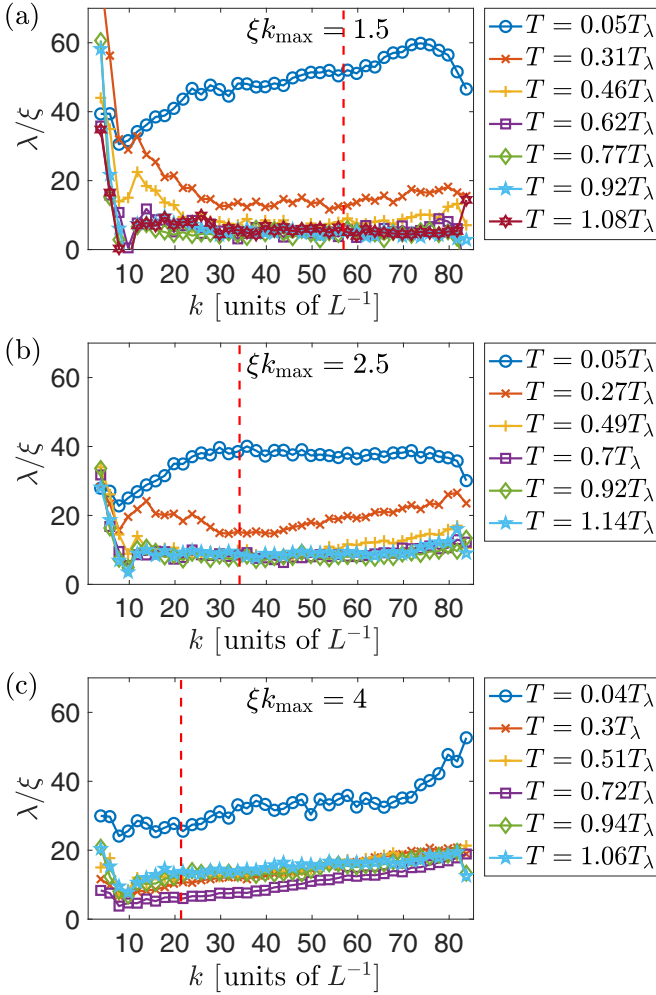 (a)
ξk_max = 1.5
λ/ξ
60
40
20
0
10 20 30 40 50 60 70 80
k [units of L⁻¹]
T = 0.05T_λ
T = 0.31T_λ
T = 0.46T_λ
T = 0.62T_λ
T = 0.77T_λ
T = 0.92T_λ
T = 1.08T_λ
(b)
ξk_max = 2.5
λ/ξ
60
40
20
0
10 20 30 40 50 60 70 80
k [units of L⁻¹]
T = 0.05T_λ
T = 0.27T_λ
T = 0.49T_λ
T = 0.7T_λ
T = 0.92T_λ
T = 1.14T_λ
(c)
ξk_max = 4
λ/ξ
60
40
20
0
10 20 30 40 50 60 70 80
k [units of L⁻¹]
T = 0.04T_λ
T = 0.3T_λ
T = 0.51T_λ
T = 0.72T_λ
T = 0.94T_λ
T = 1.06T_λ